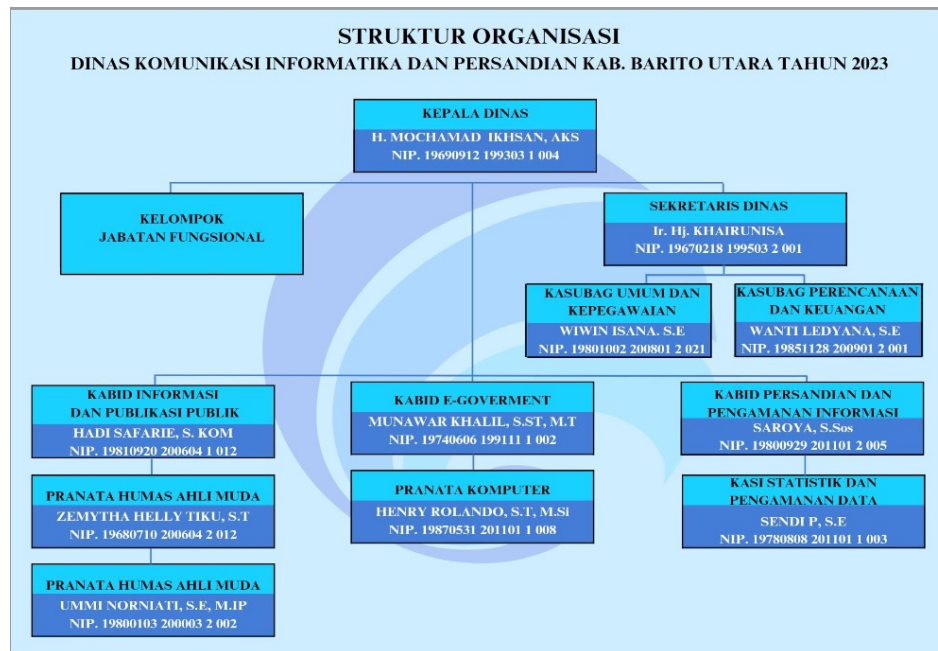 STRUKTUR ORGANISASI
DINAS KOMUNIKASI INFORMATIKA DAN PERSANDIAN KAB. BARITO UTARA TAHUN 2023
KEPALA DINAS
H. MOCHAMAD IKHSAN, AKS
NIP. 19690912 199303 1 004
KELOMPOK
JABATAN FUNGSIONAL
SEKRETARIS DINAS
Ir. Hj. KHAIRUNISA
NIP. 19670218 199503 2 001
KASUBAG UMUM DAN
KEPEGAWAIAN
WIWIN ISANA. S.E
NIP. 19801002 200801 2 021
KASUBAG PERENCANAAN
DAN KEUANGAN
WANTI LEDYANA, S.E
NIP. 19851128 200901 2 001
KABID INFORMASI
DAN PUBLIKASI PUBLIK
HADI SAFARIE, S. KOM
NIP. 19810920 200604 1 012
PRANATA HUMAS AHLI MUDA
ZEMYTHA HELLY TIKU, S.T
NIP. 19680710 200604 2 012
PRANATA HUMAS AHLI MUDA
UMMI NORNIATI, S.E, M.IP
NIP. 19800103 200003 2 002
KABID E-GOVERMENT
MUNAWAR KHALIL, S.ST, M.T
NIP. 19740606 199111 1 002
PRANATA KOMPUTER
HENRY ROLANDO, S.T, M.Si
NIP. 19870531 201101 1 008
KABID PERSANDIAN DAN
PENGAMANAN INFORMASI
SAROYA, S.Sos
NIP. 19800929 201101 2 005
KASI STATISTIK DAN
PENGAMANAN DATA
SENDI P, S.E
NIP. 19780808 201101 1 003